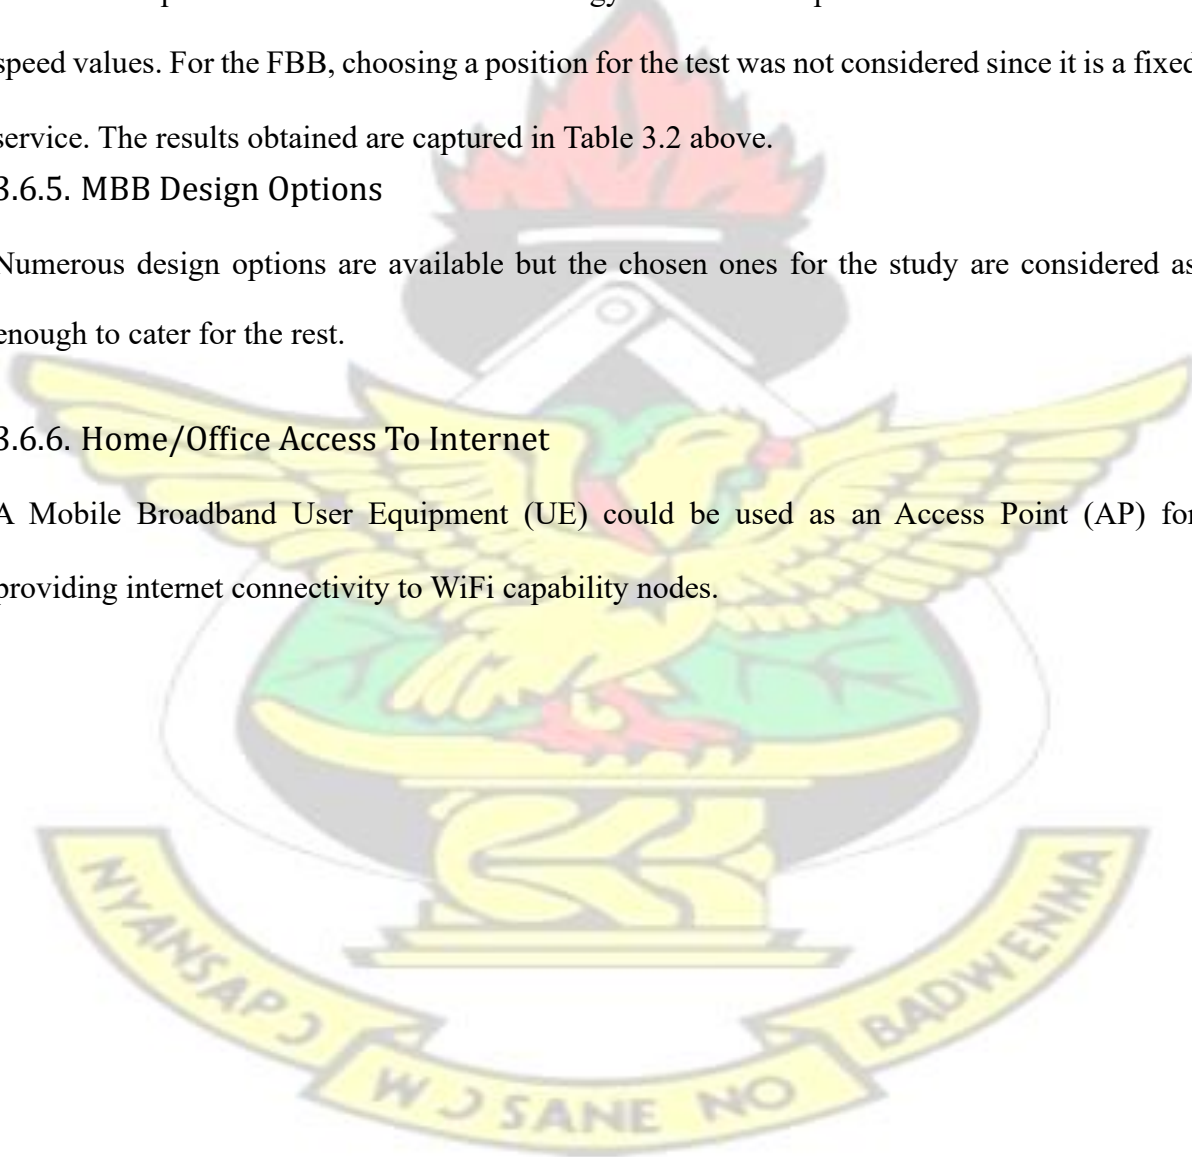 speed values. For the FBB, choosing a position for the test was not considered since it is a fixed
service. The results obtained are captured in Table 3.2 above.
3.6.5. MBB Design Options
Numerous design options are available but the chosen ones for the study are considered as
enough to cater for the rest.
3.6.6. Home/Office Access To Internet
A Mobile Broadband User Equipment (UE) could be used as an Access Point (AP) for
providing internet connectivity to WiFi capability nodes.
NYANSAPƆ
WƆSANE NO
BADWENMA